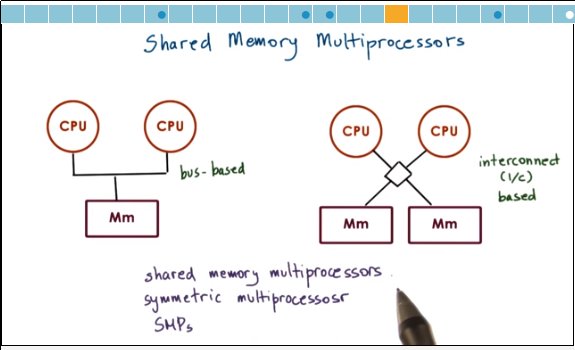 Shared Memory Multiprocessors
CPU
CPU
bus-based
Mm
CPU
CPU
interconnect
(I/c)
based
Mm
Mm
shared memory multiprocessors
symmetric multiprocessosr
SMPs